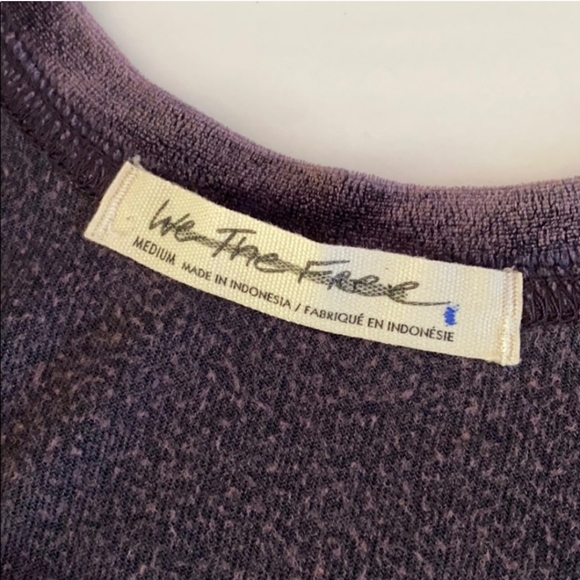 We The Free
MEDIUM MADE IN INDONESIA / FABRIQUÉ EN INDONÉSIE